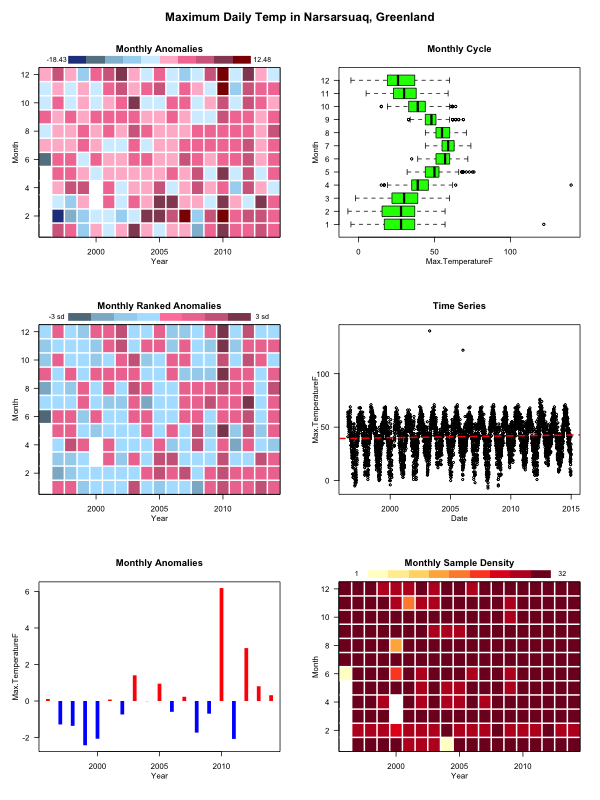 Maximum Daily Temp in Narsarsuaq, Greenland
Monthly Anomalies
-18.43 12.48
12
10
8
6
4
2
Month
2000 2005 2010
Year
Monthly Cycle
12
11
10
9
8
7
6
5
4
3
2
1
Month
0 50 100
Max.TemperatureF
Monthly Ranked Anomalies
-3 sd 3 sd
12
10
8
6
4
2
Month
2000 2005 2010
Year
Time Series
100
50
0
Max.TemperatureF
2000 2005 2010 2015
Date
Monthly Anomalies
6
4
2
0
-2
Max.TemperatureF
2000 2005 2010
Year
Monthly Sample Density
1 32
12
10
8
6
4
2
Month
2000 2005 2010
Year